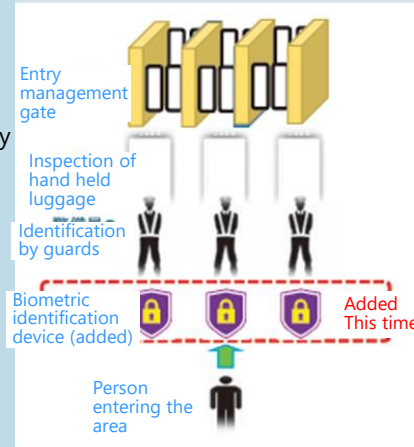 Entry
management
gate
y
Inspection of
hand held
luggage
Identification
by guards
Biometric
identification
device (added)
Added
This time
Person
entering the
area